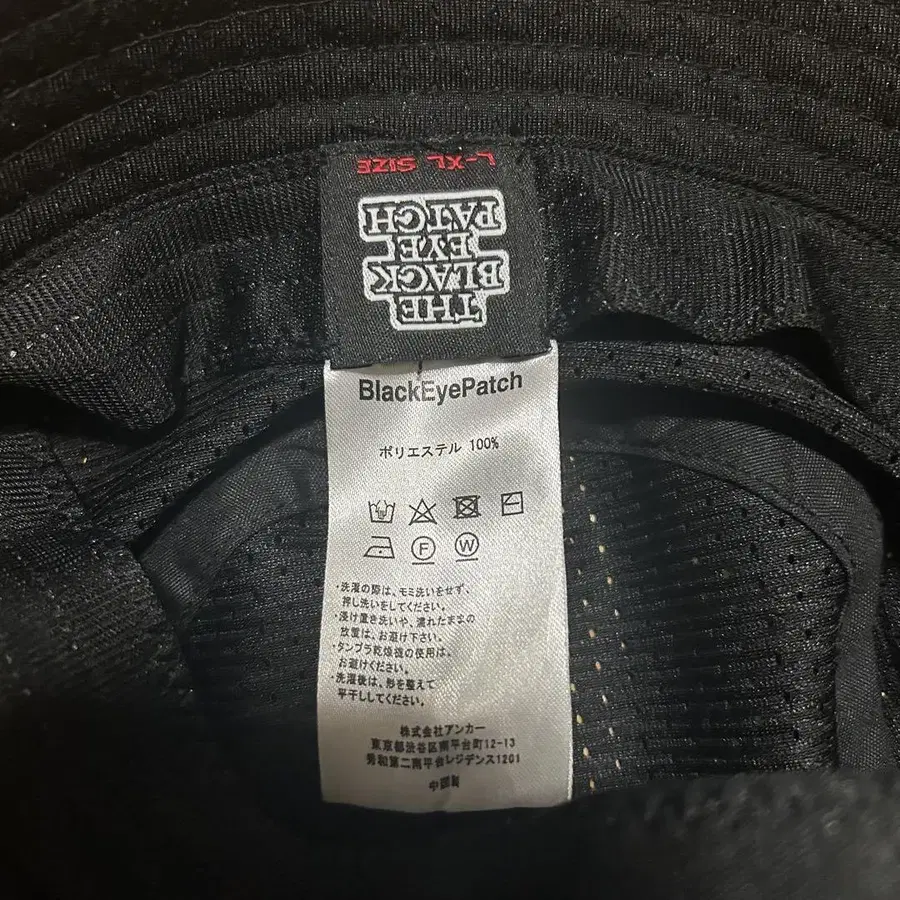 L-XL SIZE
THE
BLACK
EYE
PATCH
BlackEyePatch
ポリエステル 100%
F W
・洗濯の際は、モミ洗いをせず、
押し洗いをしてください。
・浸け置き洗いや、濡れたままの
放置は、お避け下さい。
・タンブラ乾燥機の使用は、
お避けください。
・洗濯後は、形を整えて
平干ししてください。
株式会社アンカー
東京都渋谷区南平台町12-13
秀和第二南平台レジデンス1201
中国製